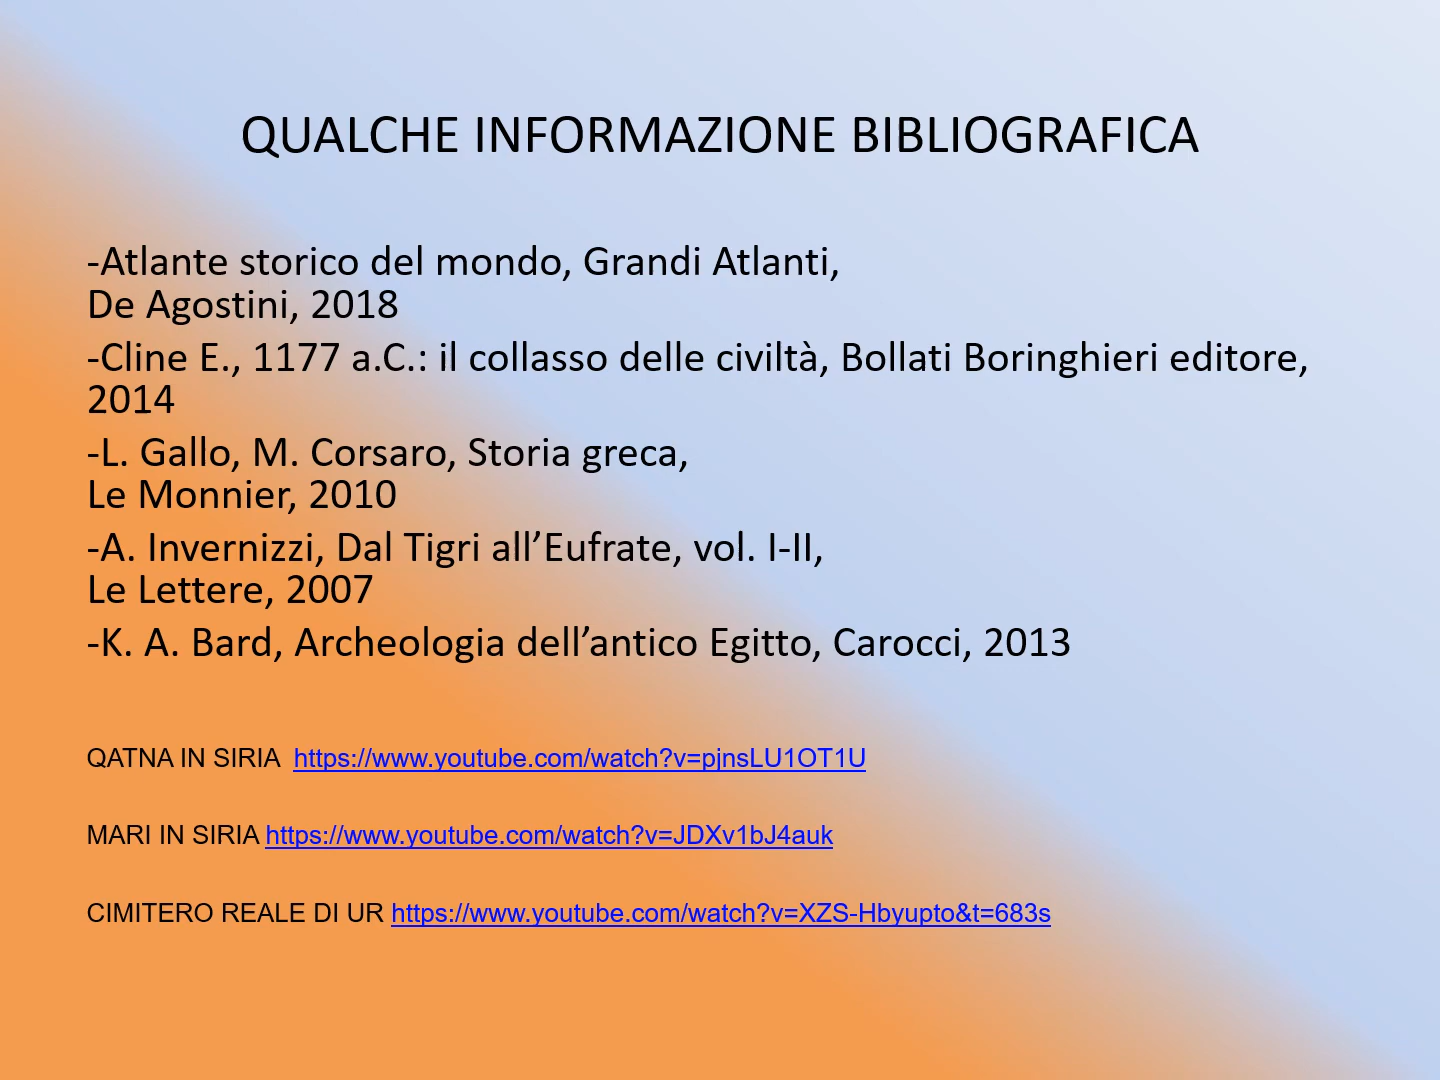 QUALCHE INFORMAZIONE BIBLIOGRAFICA
-Atlante storico del mondo, Grandi Atlanti,
De Agostini, 2018
-Cline E., 1177 a.C.: il collasso delle civiltà, Bollati Boringhieri editore,
2014
-L. Gallo, M. Corsaro, Storia greca,
Le Monnier, 2010
-A. Invernizzi, Dal Tigri all’Eufrate, vol. I-II,
Le Lettere, 2007
-K. A. Bard, Archeologia dell’antico Egitto, Carocci, 2013
QATNA IN SIRIA  https://www.youtube.com/watch?v=pjnsLU1OT1U
MARI IN SIRIA https://www.youtube.com/watch?v=JDXv1bJ4auk
CIMITERO REALE DI UR https://www.youtube.com/watch?v=XZS-Hbyupto&t=683s